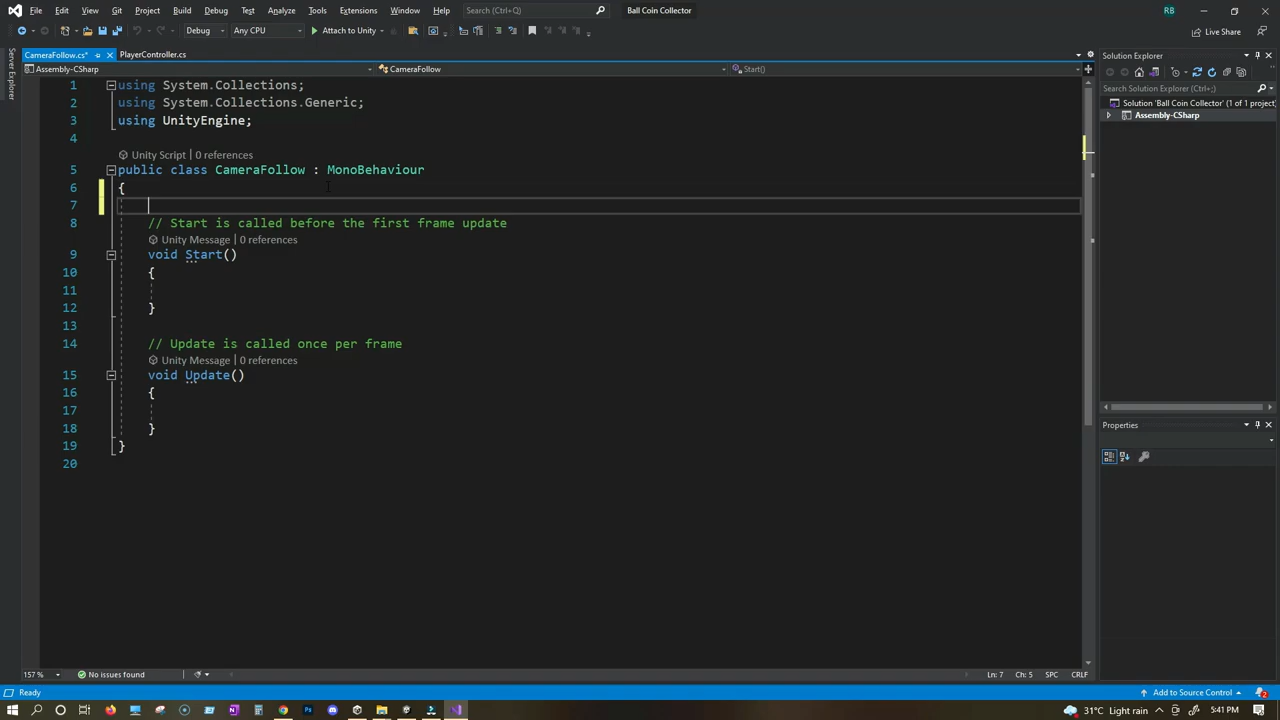 File Edit View Git Project Build Debug Test Analyze Tools Extensions Window Help Search (Ctrl+Q) Ball Coin Collector RB
Debug Any CPU Attach to Unity Live Share
Server Explorer
CameraFollow.cs* PlayerController.cs
Assembly-CSharp CameraFollow Start()
1 using System.Collections;
2 using System.Collections.Generic;
3 using UnityEngine;
4
Unity Script | 0 references
5 public class CameraFollow : MonoBehaviour
6 {
7
8 // Start is called before the first frame update
Unity Message | 0 references
9 void Start()
10 {
11
12 }
13
14 // Update is called once per frame
Unity Message | 0 references
15 void Update()
16 {
17
18 }
19 }
20
Solution Explorer
Search Solution Explorer (Ctrl+;)
Solution 'Ball Coin Collector' (1 of 1 project)
Assembly-CSharp
Properties
157 % No issues found Ln: 7 Ch: 5 SPC CRLF
Ready Add to Source Control 2
31°C Light rain 5:41 PM